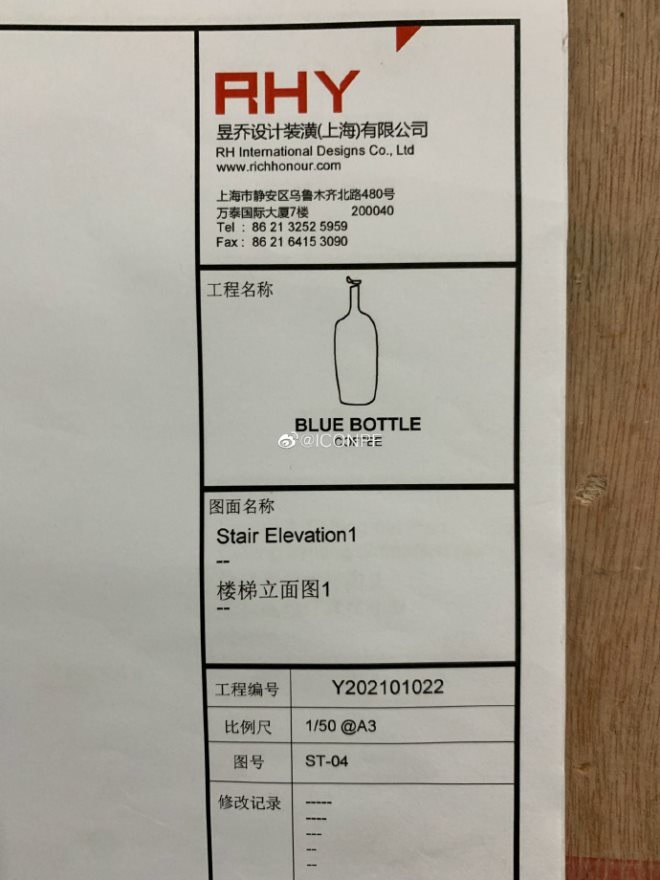 RHY
昱乔设计装潢(上海)有限公司
RH International Designs Co., Ltd
www.richhonour.com
上海市静安区乌鲁木齐北路480号
万泰国际大厦7楼 200040
Tel : 86 21 3252 5959
Fax : 86 21 6415 3090
工程名称
BLUE BOTTLE
COFFEE
@ICONPE
图面名称
Stair Elevation1
--
楼梯立面图1
--
工程编号 Y202101022
比例尺 1/50 @A3
图号 ST-04
修改记录 -----
----
---
--
--